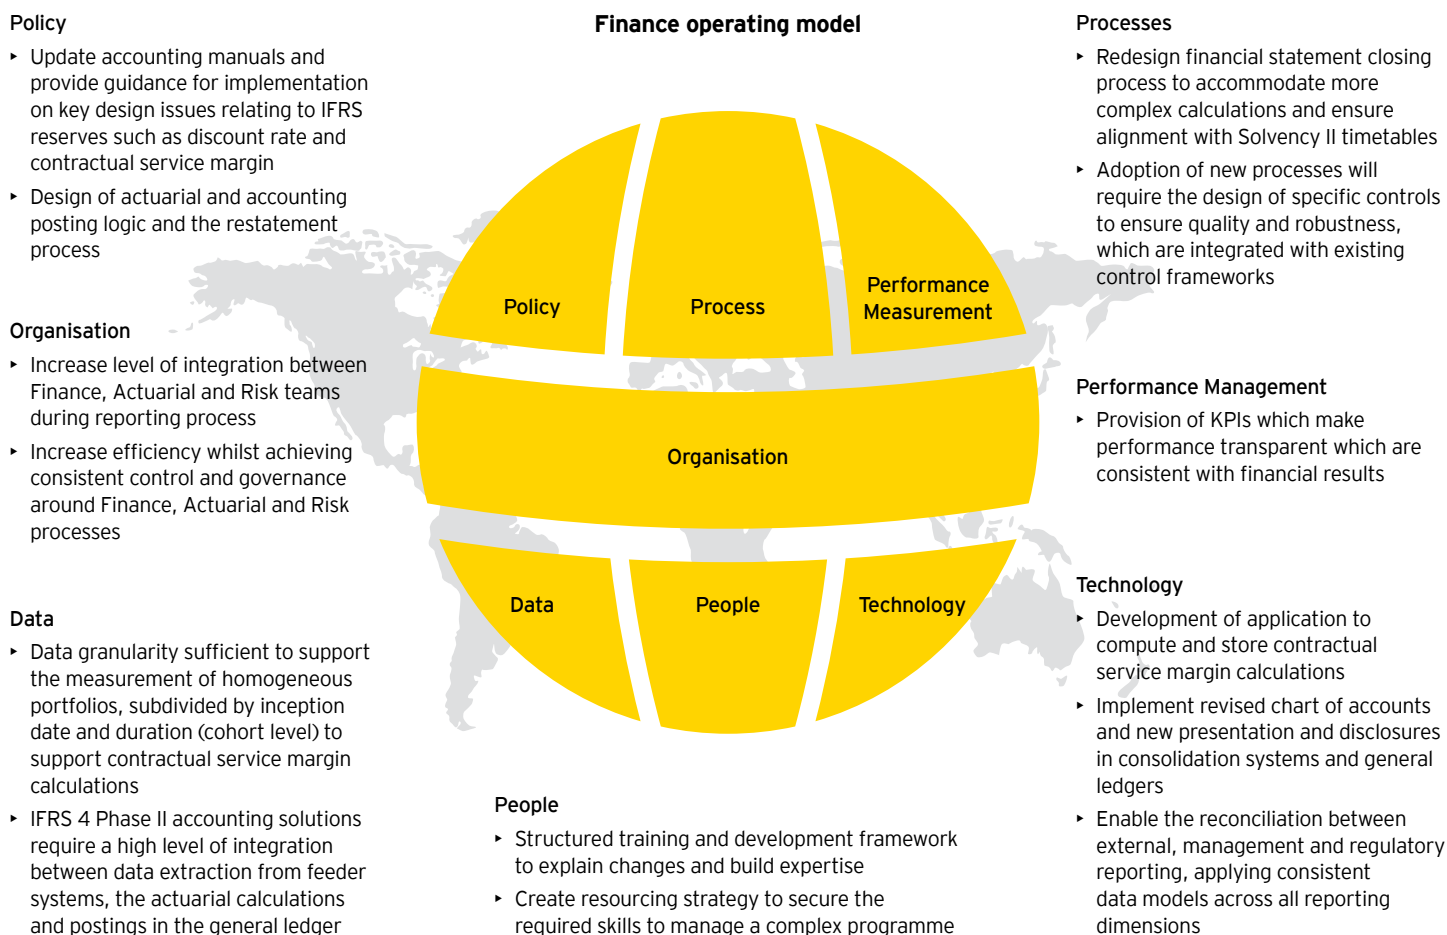 Finance operating model
Policy
‣ Update accounting manuals and
provide guidance for implementation
on key design issues relating to IFRS
reserves such as discount rate and
contractual service margin
‣ Design of actuarial and accounting
posting logic and the restatement
process
Organisation
‣ Increase level of integration between
Finance, Actuarial and Risk teams
during reporting process
‣ Increase efficiency whilst achieving
consistent control and governance
around Finance, Actuarial and Risk
processes
Data
‣ Data granularity sufficient to support
the measurement of homogeneous
portfolios, subdivided by inception
date and duration (cohort level) to
support contractual service margin
calculations
‣ IFRS 4 Phase II accounting solutions
require a high level of integration
between data extraction from feeder
systems, the actuarial calculations
and postings in the general ledger
Policy
Process
Performance
Measurement
Organisation
Data
People
Technology
People
‣ Structured training and development framework
to explain changes and build expertise
‣ Create resourcing strategy to secure the
required skills to manage a complex programme
Processes
‣ Redesign financial statement closing
process to accommodate more
complex calculations and ensure
alignment with Solvency II timetables
‣ Adoption of new processes will
require the design of specific controls
to ensure quality and robustness,
which are integrated with existing
control frameworks
Performance Management
‣ Provision of KPIs which make
performance transparent which are
consistent with financial results
Technology
‣ Development of application to
compute and store contractual
service margin calculations
‣ Implement revised chart of accounts
and new presentation and disclosures
in consolidation systems and general
ledgers
‣ Enable the reconciliation between
external, management and regulatory
reporting, applying consistent
data models across all reporting
dimensions